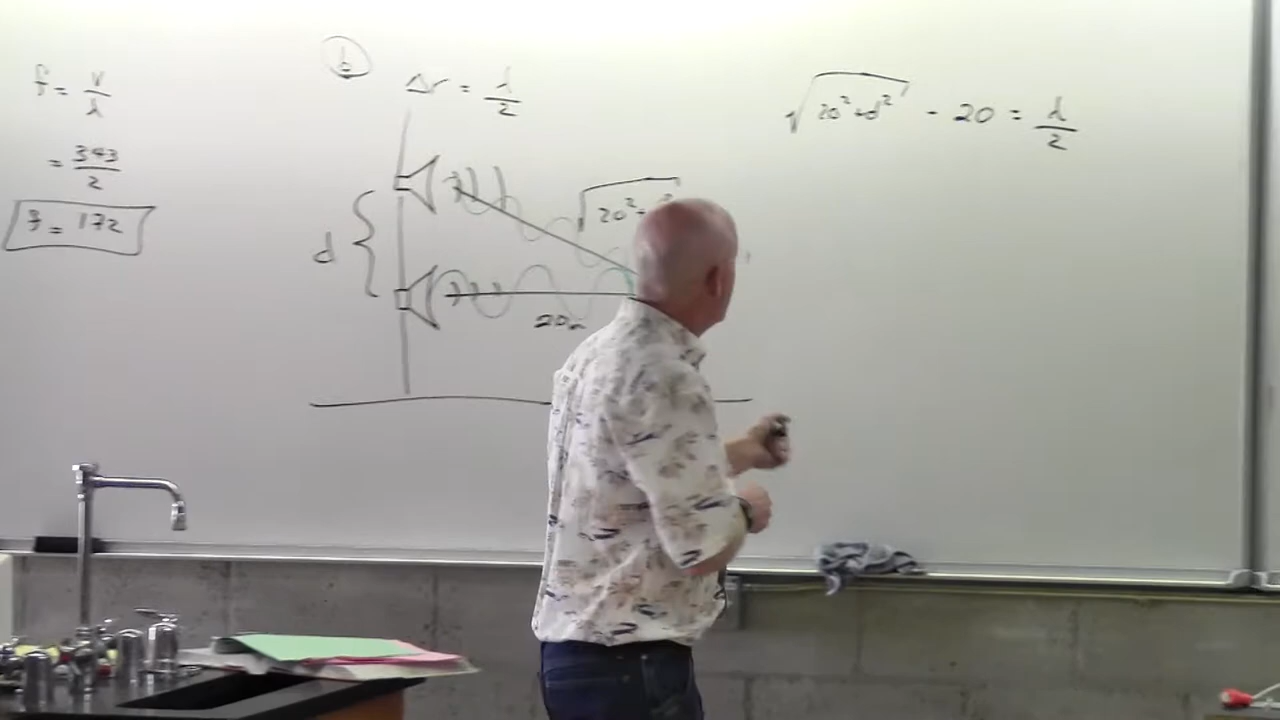 f = v/λ
= 343/2
f = 172
b
Δr = λ/2
d
√20²+
20m
√20²+d² - 20 = λ/2